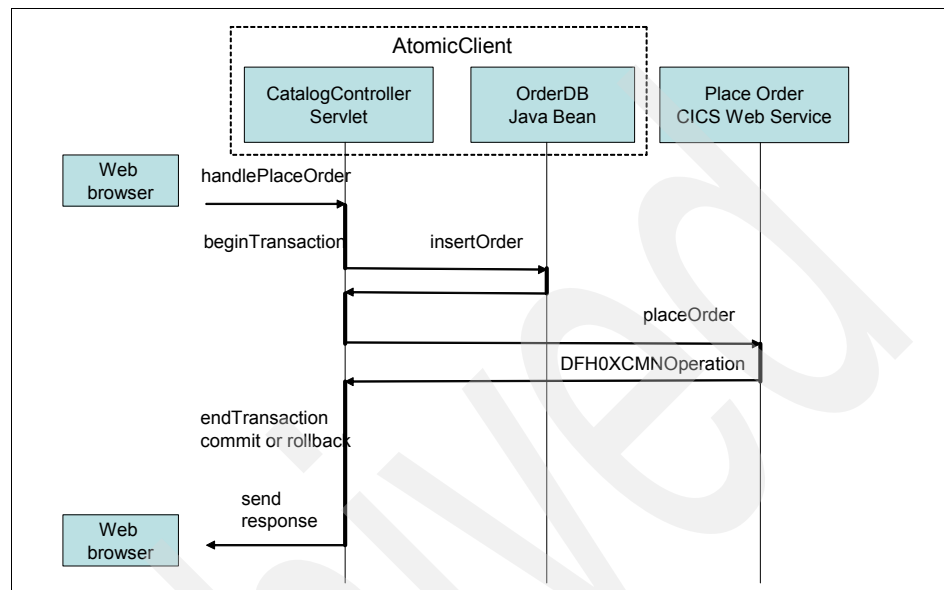 AtomicClient
CatalogController
Servlet
OrderDB
Java Bean
Place Order
CICS Web Service
Web
browser
handlePlaceOrder
beginTransaction
insertOrder
placeOrder
DFH0XCMNOperation
endTransaction
commit or rollback
send
response
Web
browser